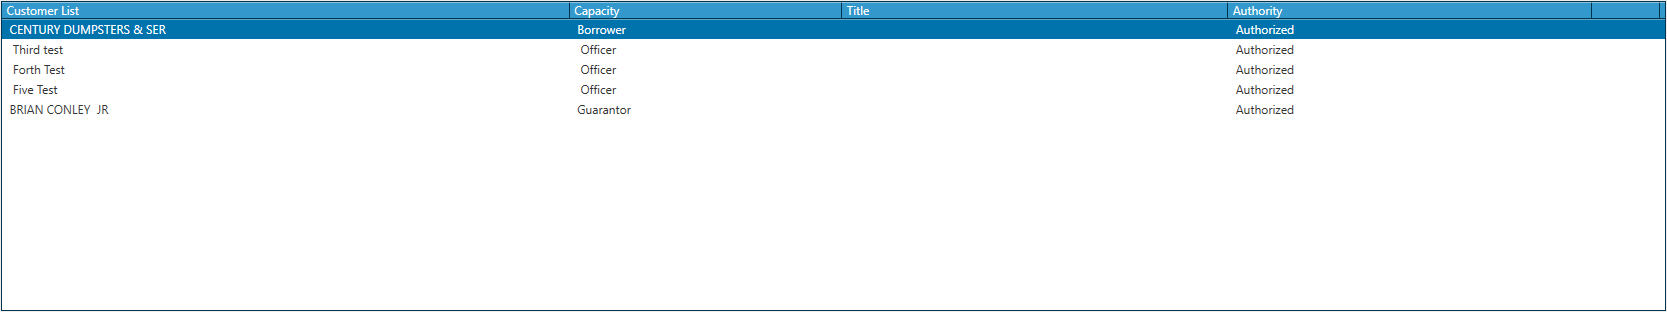 Customer List Capacity Title Authority
CENTURY DUMPSTERS & SER Borrower Authorized
Third test Officer Authorized
Forth Test Officer Authorized
Five Test Officer Authorized
BRIAN CONLEY  JR Guarantor Authorized